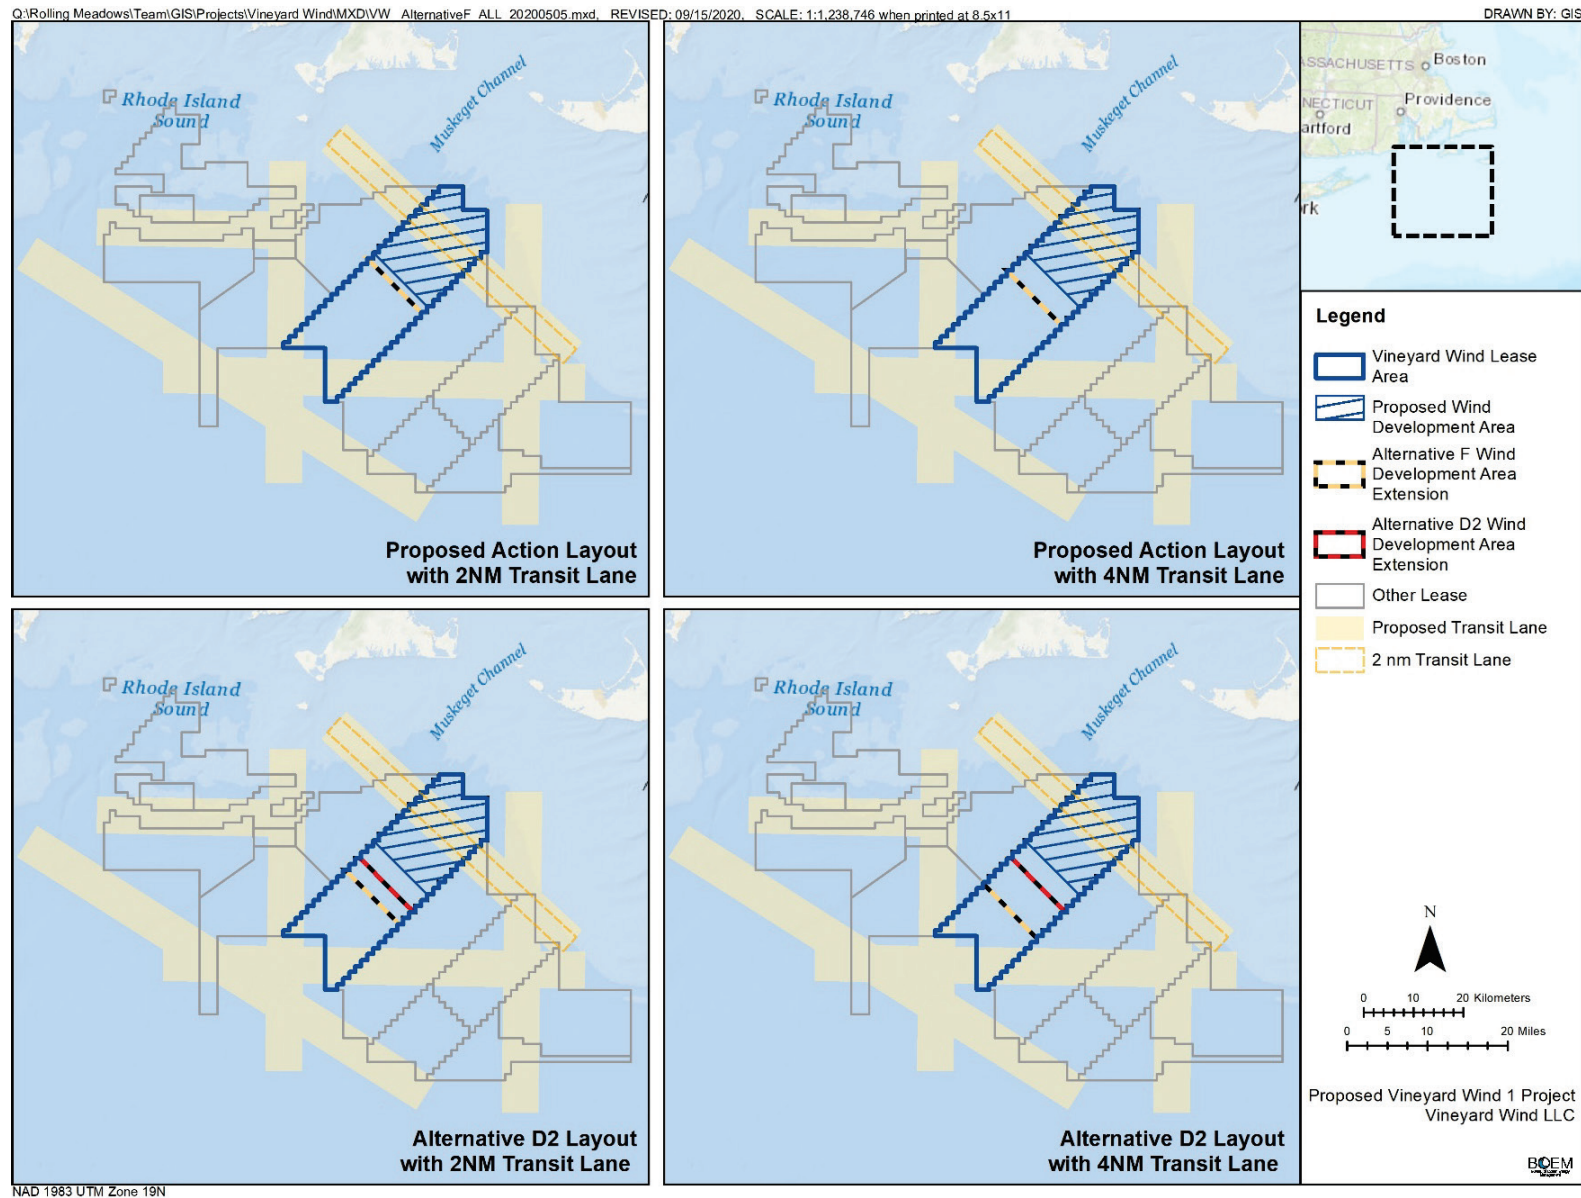 Q:\Rolling Meadows\Team\GIS\Projects\Vineyard Wind\MXD\VW_AlternativeF_ALL_20200505.mxd, REVISED: 09/15/2020, SCALE: 1:1,238,746 when printed at 8.5x11
DRAWN BY: GIS
Rhode Island
Sound
Muskeget Channel
Proposed Action Layout
with 2NM Transit Lane
Rhode Island
Sound
Muskeget Channel
Proposed Action Layout
with 4NM Transit Lane
ASSACHUSETTS
Boston
NECTICUT
Providence
artford
rk
Legend
Vineyard Wind Lease
Area
Proposed Wind
Development Area
Alternative F Wind
Development Area
Extension
Alternative D2 Wind
Development Area
Extension
Other Lease
Proposed Transit Lane
2 nm Transit Lane
Rhode Island
Sound
Muskeget Channel
Alternative D2 Layout
with 2NM Transit Lane
Rhode Island
Sound
Muskeget Channel
Alternative D2 Layout
with 4NM Transit Lane
N
0 10 20 Kilometers
0 5 10 20 Miles
Proposed Vineyard Wind 1 Project
Vineyard Wind LLC
BOEM
NAD 1983 UTM Zone 19N